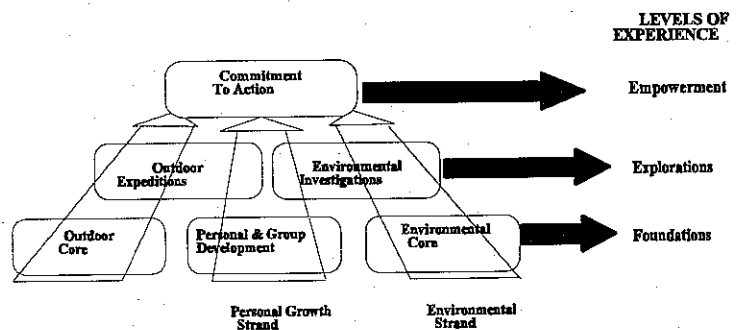 LEVELS OF
EXPERIENCE
Commitment
To Action
Empowerment
Outdoor
Expeditions
Environmental
Investigations
Explorations
Outdoor
Core
Personal & Group
Development
Environmental
Core
Foundations
Personal Growth
Strand
Environmental
Strand